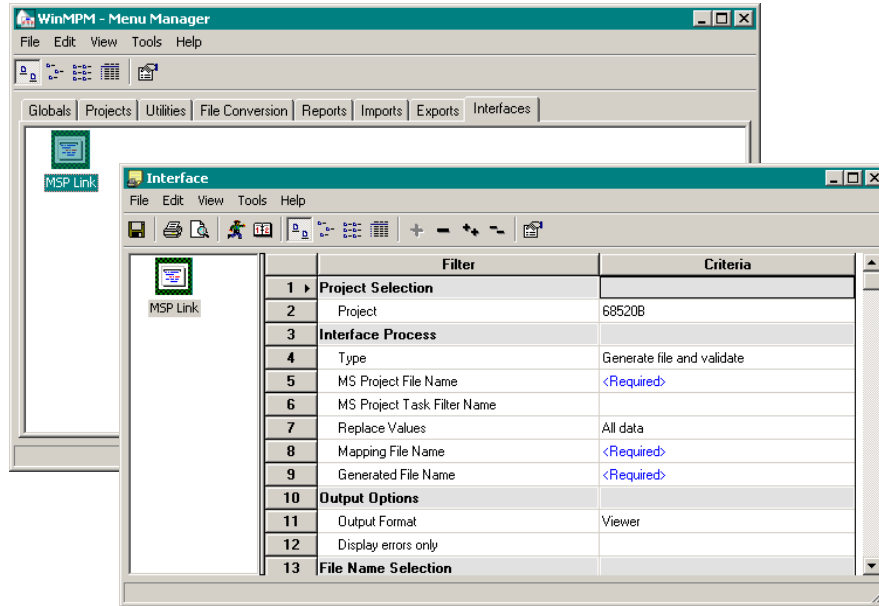 WinMPM - Menu Manager
File Edit View Tools Help
Globals Projects Utilities File Conversion Reports Imports Exports Interfaces
MSP Link
Interface
File Edit View Tools Help
MSP Link
Filter Criteria
1 Project Selection
2 Project 68520B
3 Interface Process
4 Type Generate file and validate
5 MS Project File Name <Required>
6 MS Project Task Filter Name
7 Replace Values All data
8 Mapping File Name <Required>
9 Generated File Name <Required>
10 Output Options
11 Output Format Viewer
12 Display errors only
13 File Name Selection